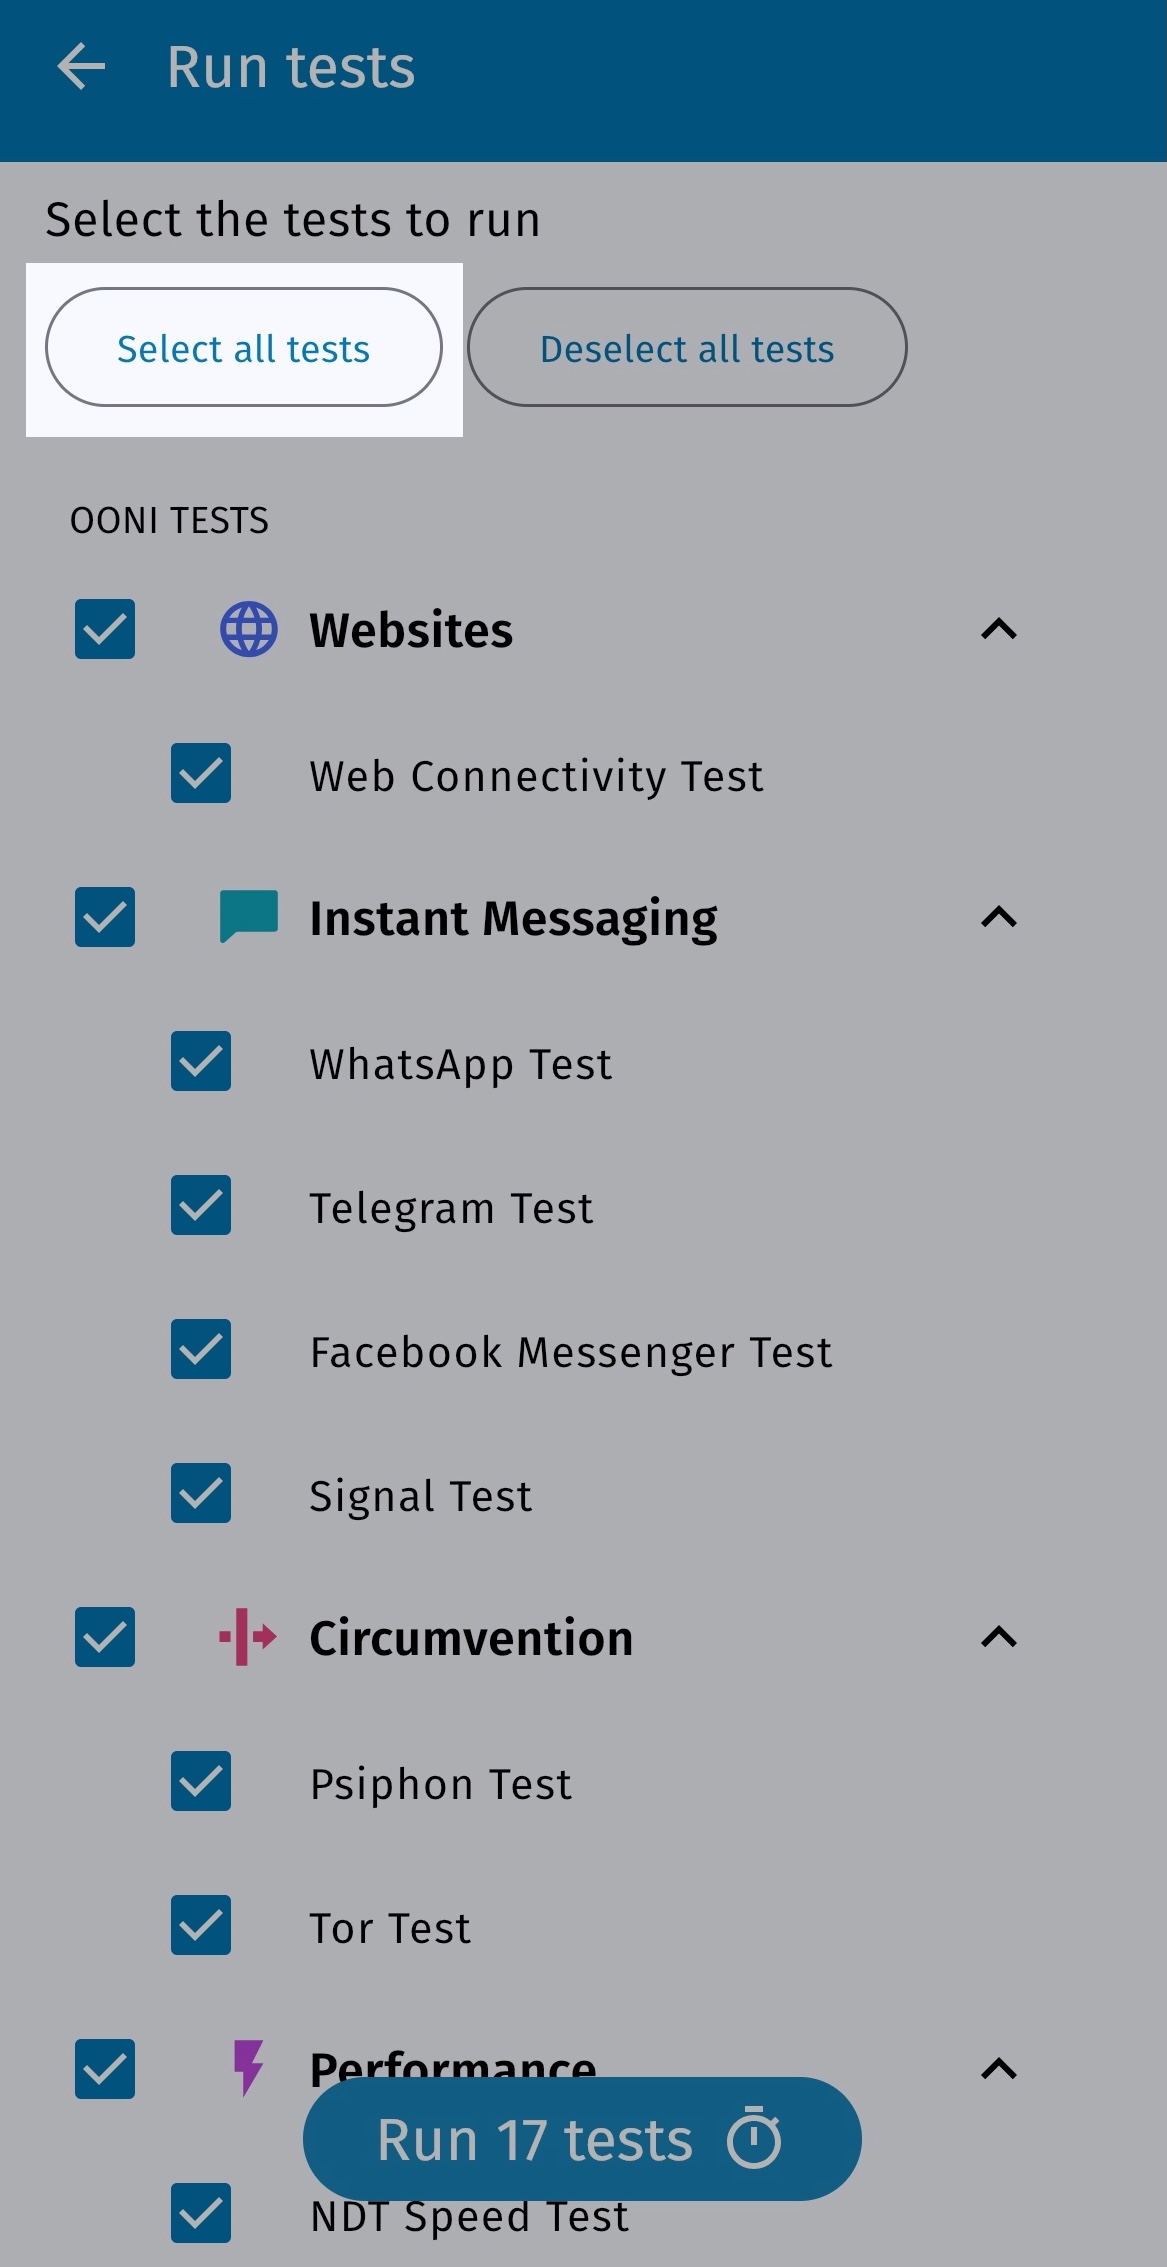 Run tests
Select the tests to run
Select all tests
Deselect all tests
OONI TESTS
Websites
Web Connectivity Test
Instant Messaging
WhatsApp Test
Telegram Test
Facebook Messenger Test
Signal Test
Circumvention
Psiphon Test
Tor Test
Performance
Run 17 tests
NDT Speed Test